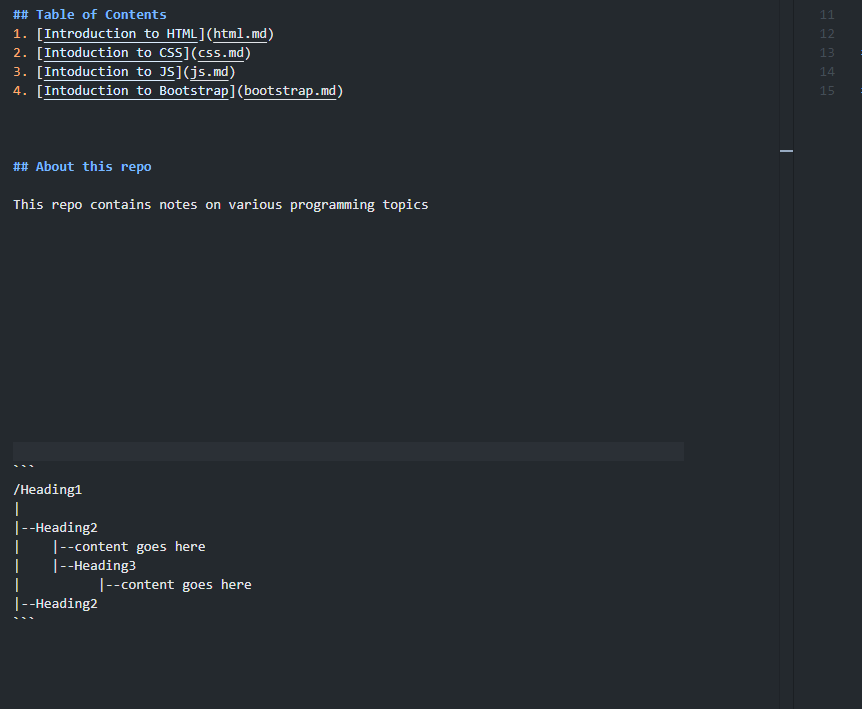 ## Table of Contents
1. [Introduction to HTML](html.md)
2. [Intoduction to CSS](css.md)
3. [Intoduction to JS](js.md)
4. [Intoduction to Bootstrap](bootstrap.md)
## About this repo
This repo contains notes on various programming topics
```
/Heading1
|
|--Heading2
|    |--content goes here
|    |--Heading3
|          |--content goes here
|--Heading2
```
11
12
13
14
15